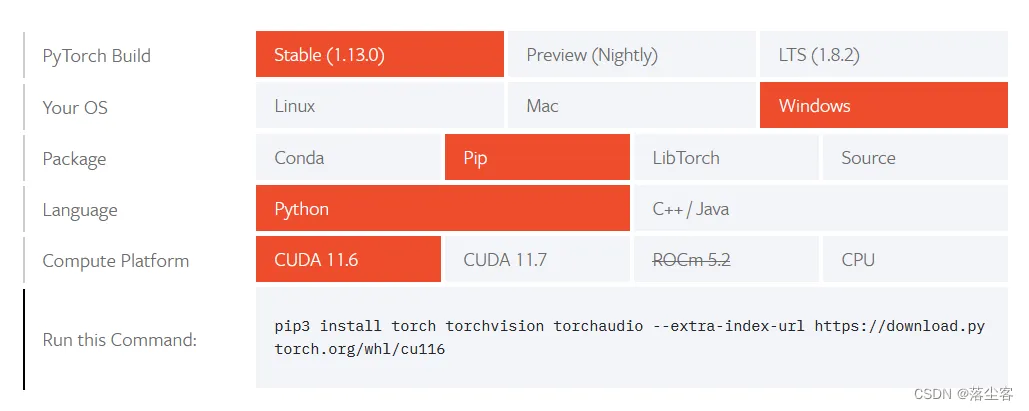 PyTorch Build Stable (1.13.0) Preview (Nightly) LTS (1.8.2)
Your OS Linux Mac Windows
Package Conda Pip LibTorch Source
Language Python C++ / Java
Compute Platform CUDA 11.6 CUDA 11.7 ROCm 5.2 CPU
Run this Command: pip3 install torch torchvision torchaudio --extra-index-url https://download.py
torch.org/whl/cu116
CSDN @落尘客